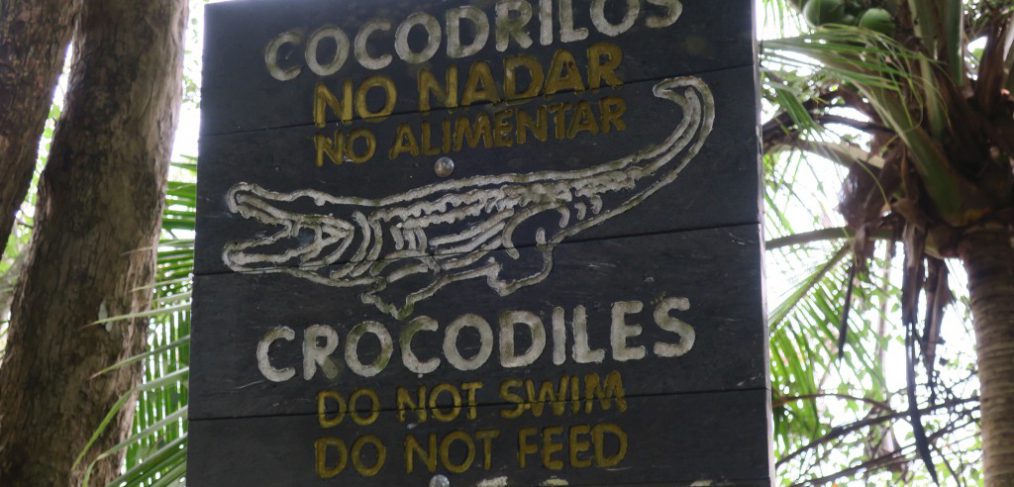 COCODRILOS
NO NADAR
NO ALIMENTAR
CROCODILES
DO NOT SWIM
DO NOT FEED